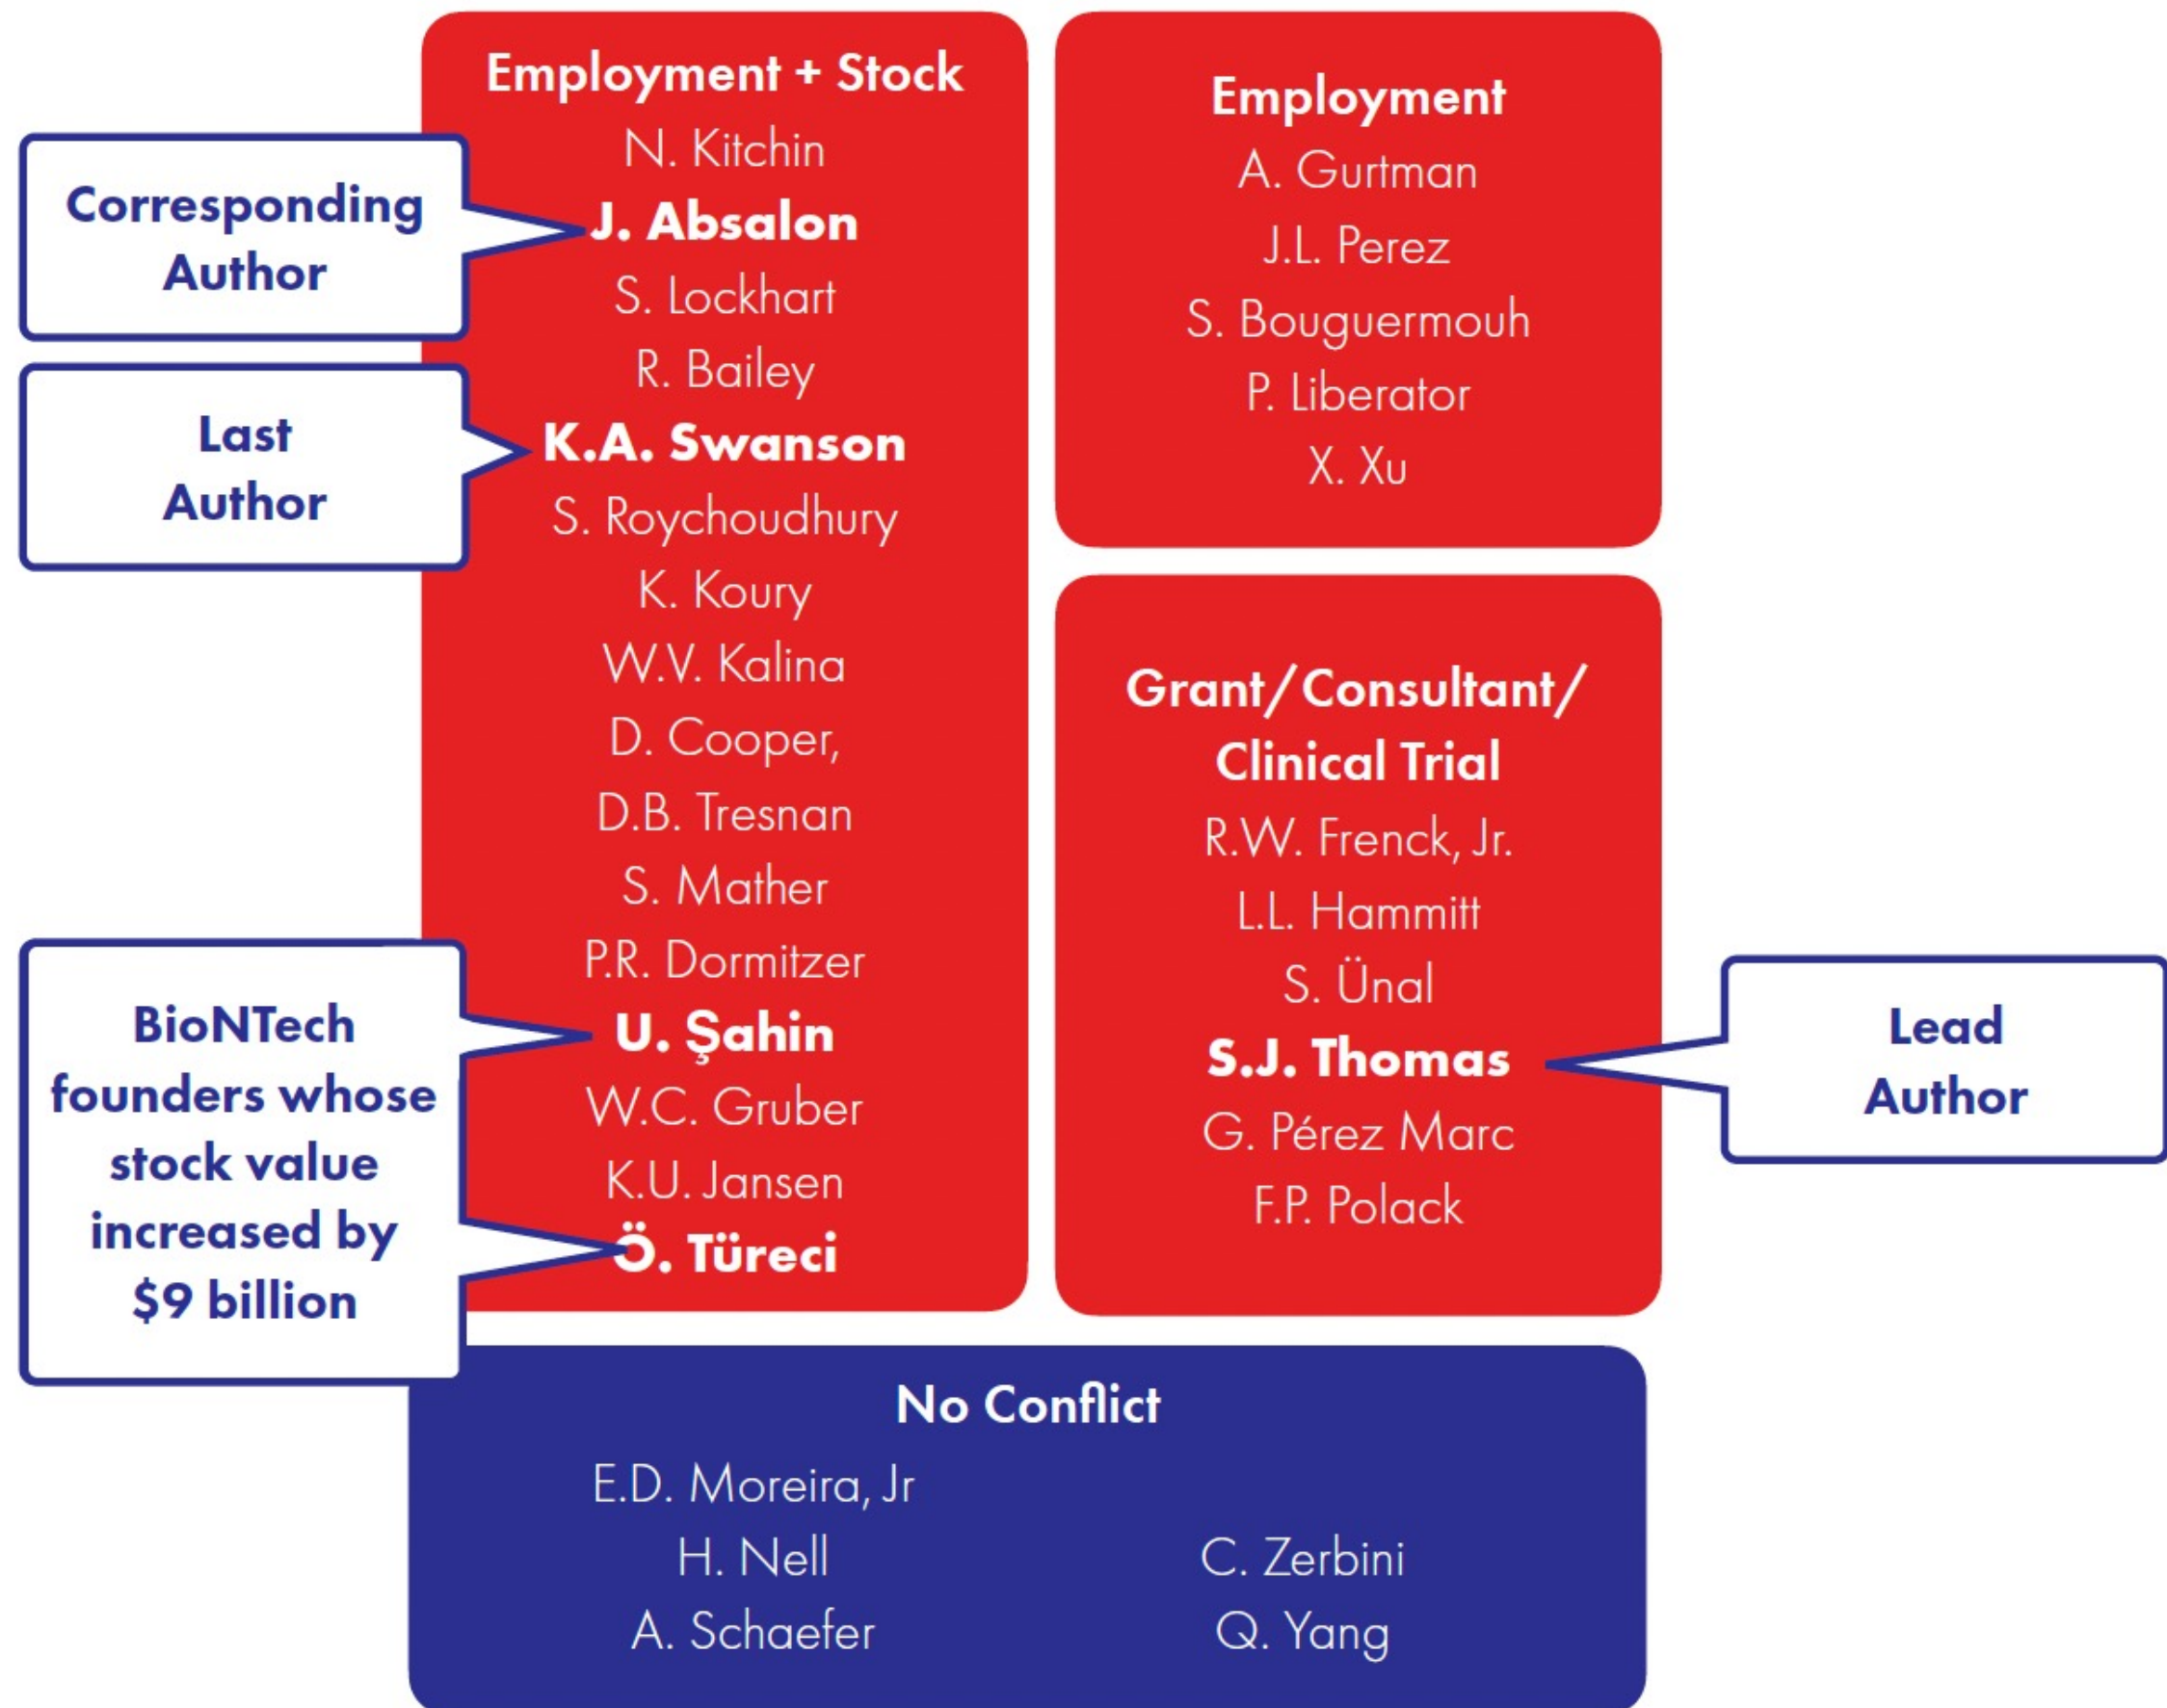 Employment + Stock
N. Kitchin
J. Absalon
S. Lockhart
R. Bailey
K.A. Swanson
S. Roychoudhury
K. Koury
W.V. Kalina
D. Cooper,
D.B. Tresnan
S. Mather
P.R. Dormitzer
U. Şahin
W.C. Gruber
K.U. Jansen
Ö. Türeci
Corresponding
Author
Last
Author
BioNTech
founders whose
stock value
increased by
$9 billion
Employment
A. Gurtman
J.L. Perez
S. Bouguermouh
P. Liberator
X. Xu
Grant/Consultant/
Clinical Trial
R.W. Frenck, Jr.
L.L. Hammitt
S. Ünal
S.J. Thomas
G. Pérez Marc
F.P. Polack
Lead
Author
No Conflict
E.D. Moreira, Jr
H. Nell
A. Schaefer
C. Zerbini
Q. Yang